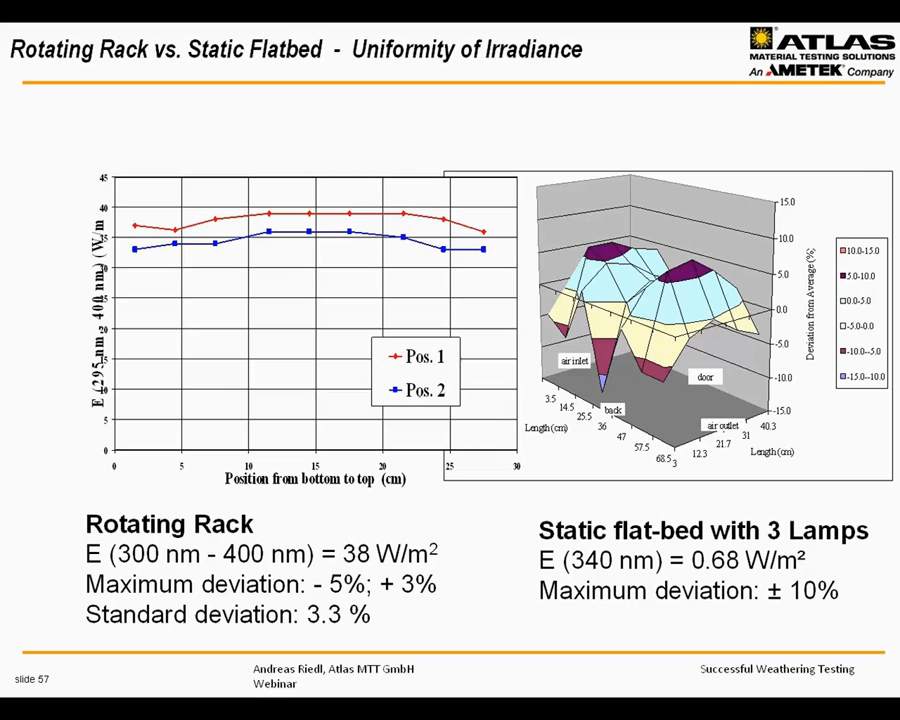 Rotating Rack vs. Static Flatbed - Uniformity of Irradiance
ATLAS
MATERIAL TESTING SOLUTIONS
An AMETEK Company
E (295 nm - 400 nm) (W/m
45
40
35
30
25
20
15
10
5
0
0 5 10 15 20 25 30
Position from bottom to top (cm)
Pos. 1
Pos. 2
15.0
10.0
5.0
0.0
-5.0
-10.0
-15.0
Deviation from Average (%)
air inlet
back
door
air outlet
3.5
14.5
25.5
36
47
57.5
68.5
Length (cm)
3
12.3
21.7
31
40.3
Length (cm)
10.0-15.0
5.0-10.0
0.0-5.0
-5.0-0.0
-10.0--5.0
-15.0--10.0
Rotating Rack
E (300 nm - 400 nm) = 38 W/m²
Maximum deviation: - 5%; + 3%
Standard deviation: 3.3 %
Static flat-bed with 3 Lamps
E (340 nm) = 0.68 W/m²
Maximum deviation: ± 10%
slide 57
Andreas Riedl, Atlas MTT GmbH
Webinar
Successful Weathering Testing